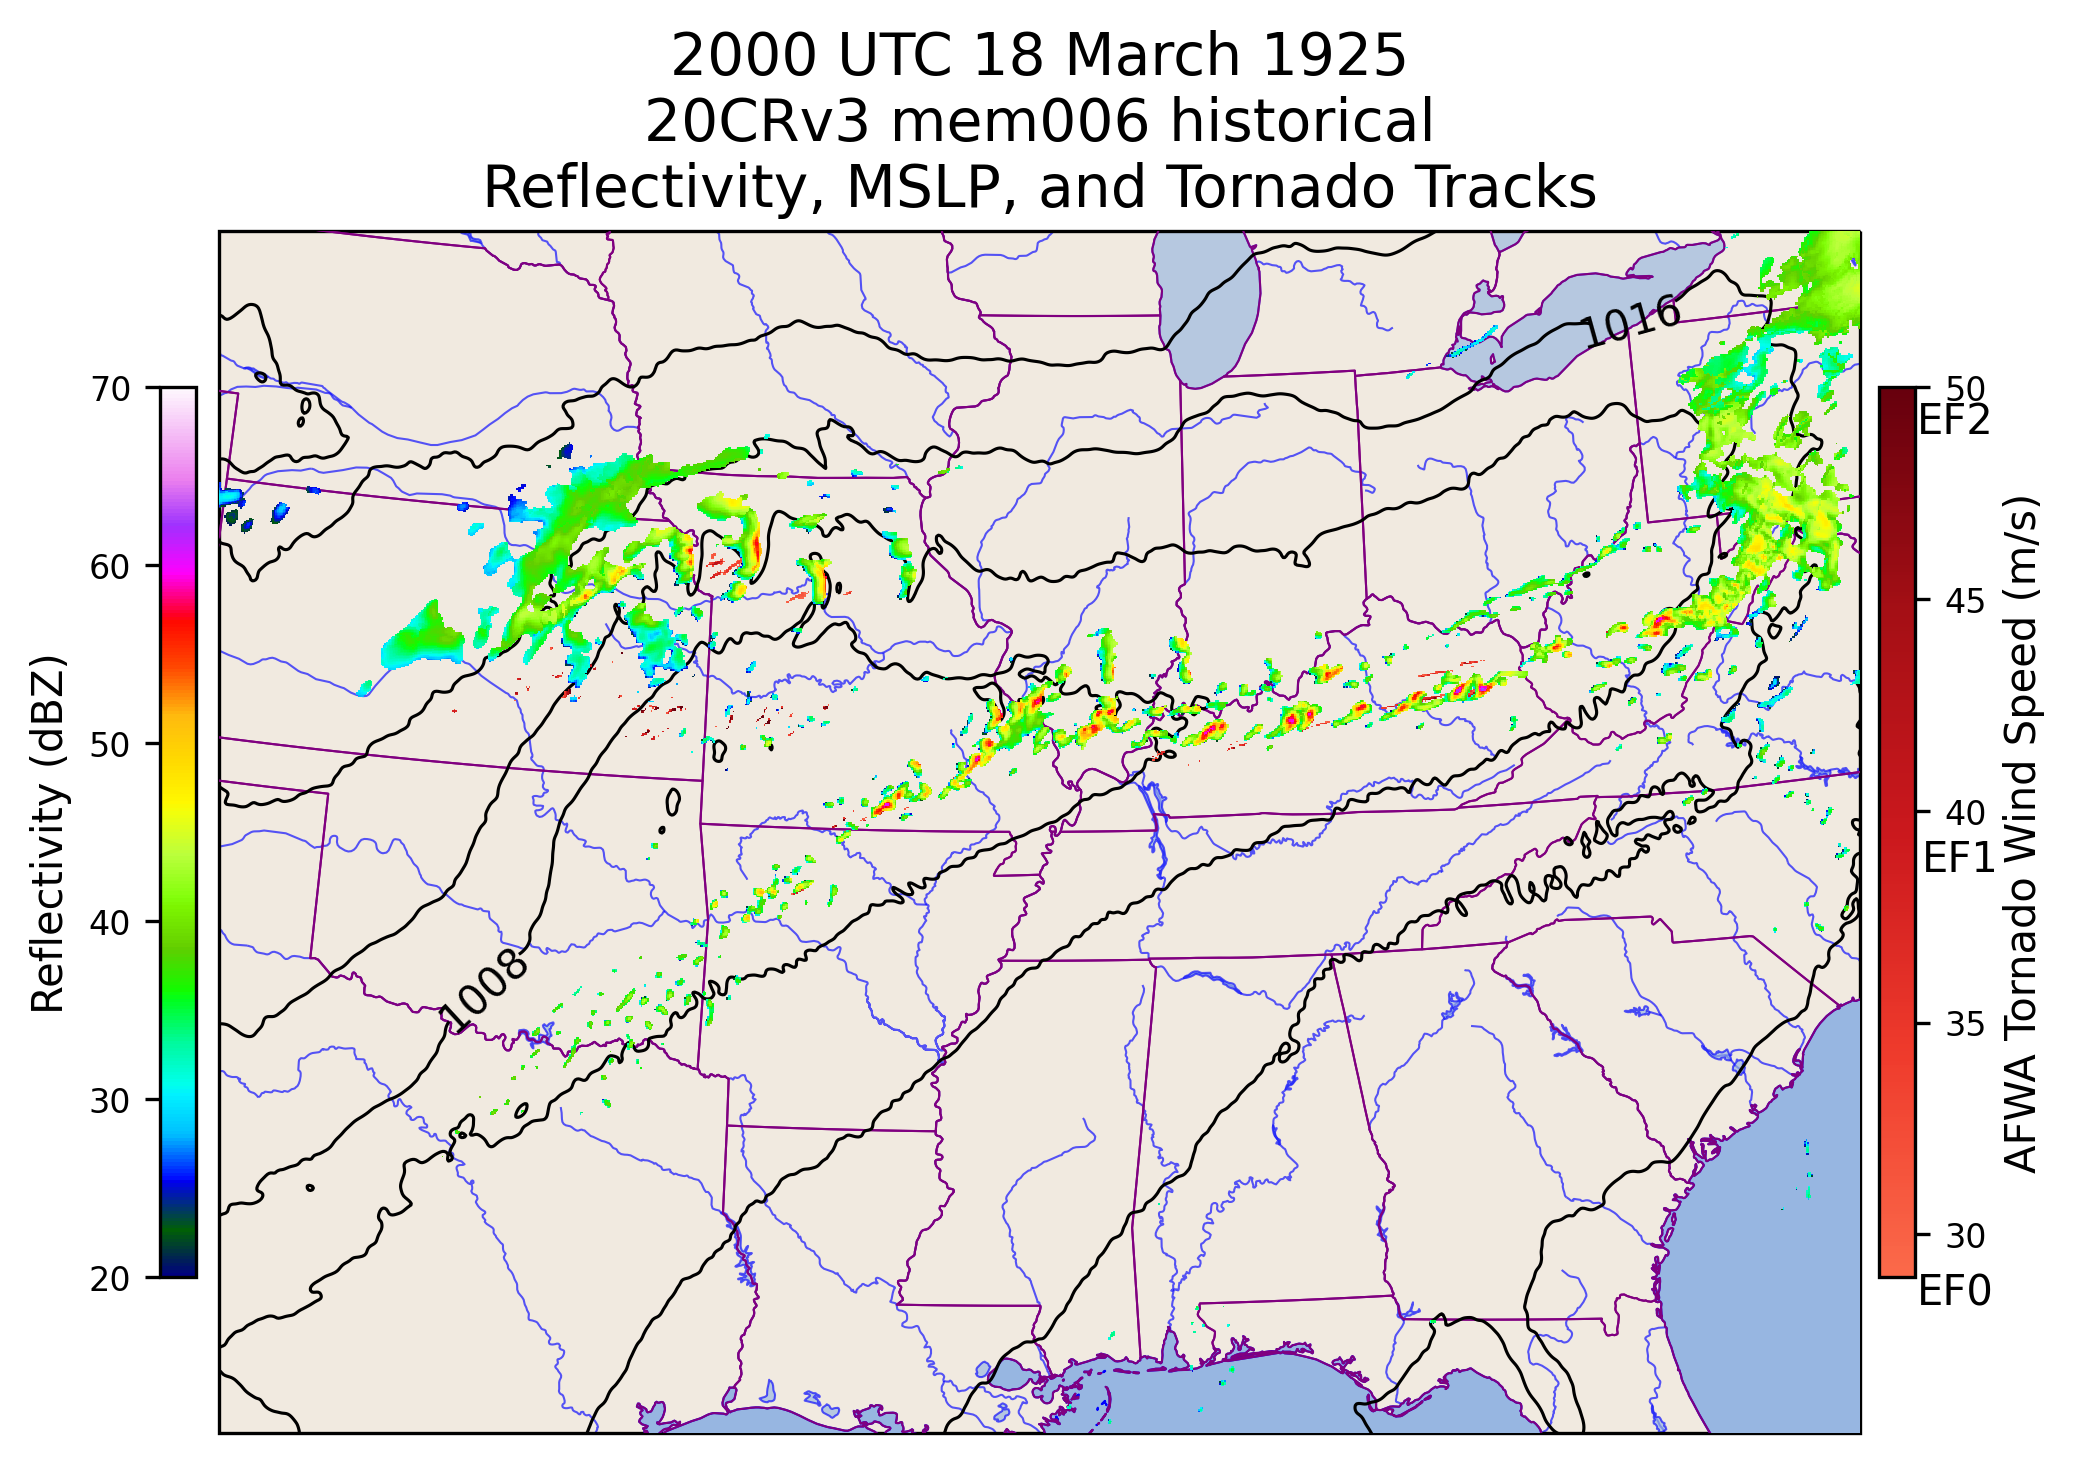 2000 UTC 18 March 1925
20CRv3 mem006 historical
Reflectivity, MSLP, and Tornado Tracks
Reflectivity (dBZ)
70
60
50
40
30
20
1016
1008
50
EF2
45
40
EF1
35
30
EF0
AFWA Tornado Wind Speed (m/s)